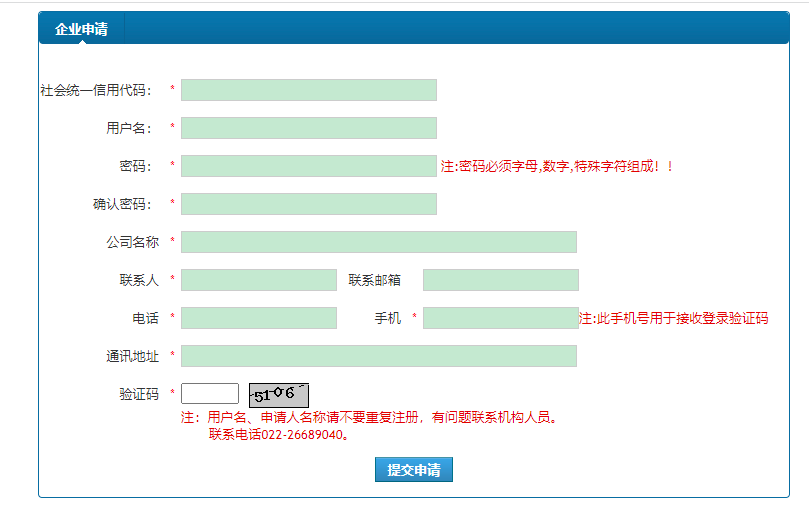 企业申请
社会统一信用代码： *
用户名： *
密码： * 注:密码必须字母,数字,特殊字符组成！！
确认密码： *
公司名称 *
联系人 * 联系邮箱
电话 * 手机 * 注:此手机号用于接收登录验证码
通讯地址 *
验证码 * 5106
注：用户名、申请人名称请不要重复注册，有问题联系机构人员。
联系电话022-26689040。
提交申请